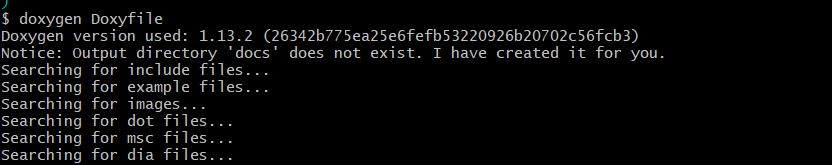 )
$ doxygen Doxyfile
Doxygen version used: 1.13.2 (26342b775ea25e6fefb53220926b20702c56fcb3)
Notice: Output directory 'docs' does not exist. I have created it for you.
Searching for include files...
Searching for example files...
Searching for images...
Searching for dot files...
Searching for msc files...
Searching for dia files...